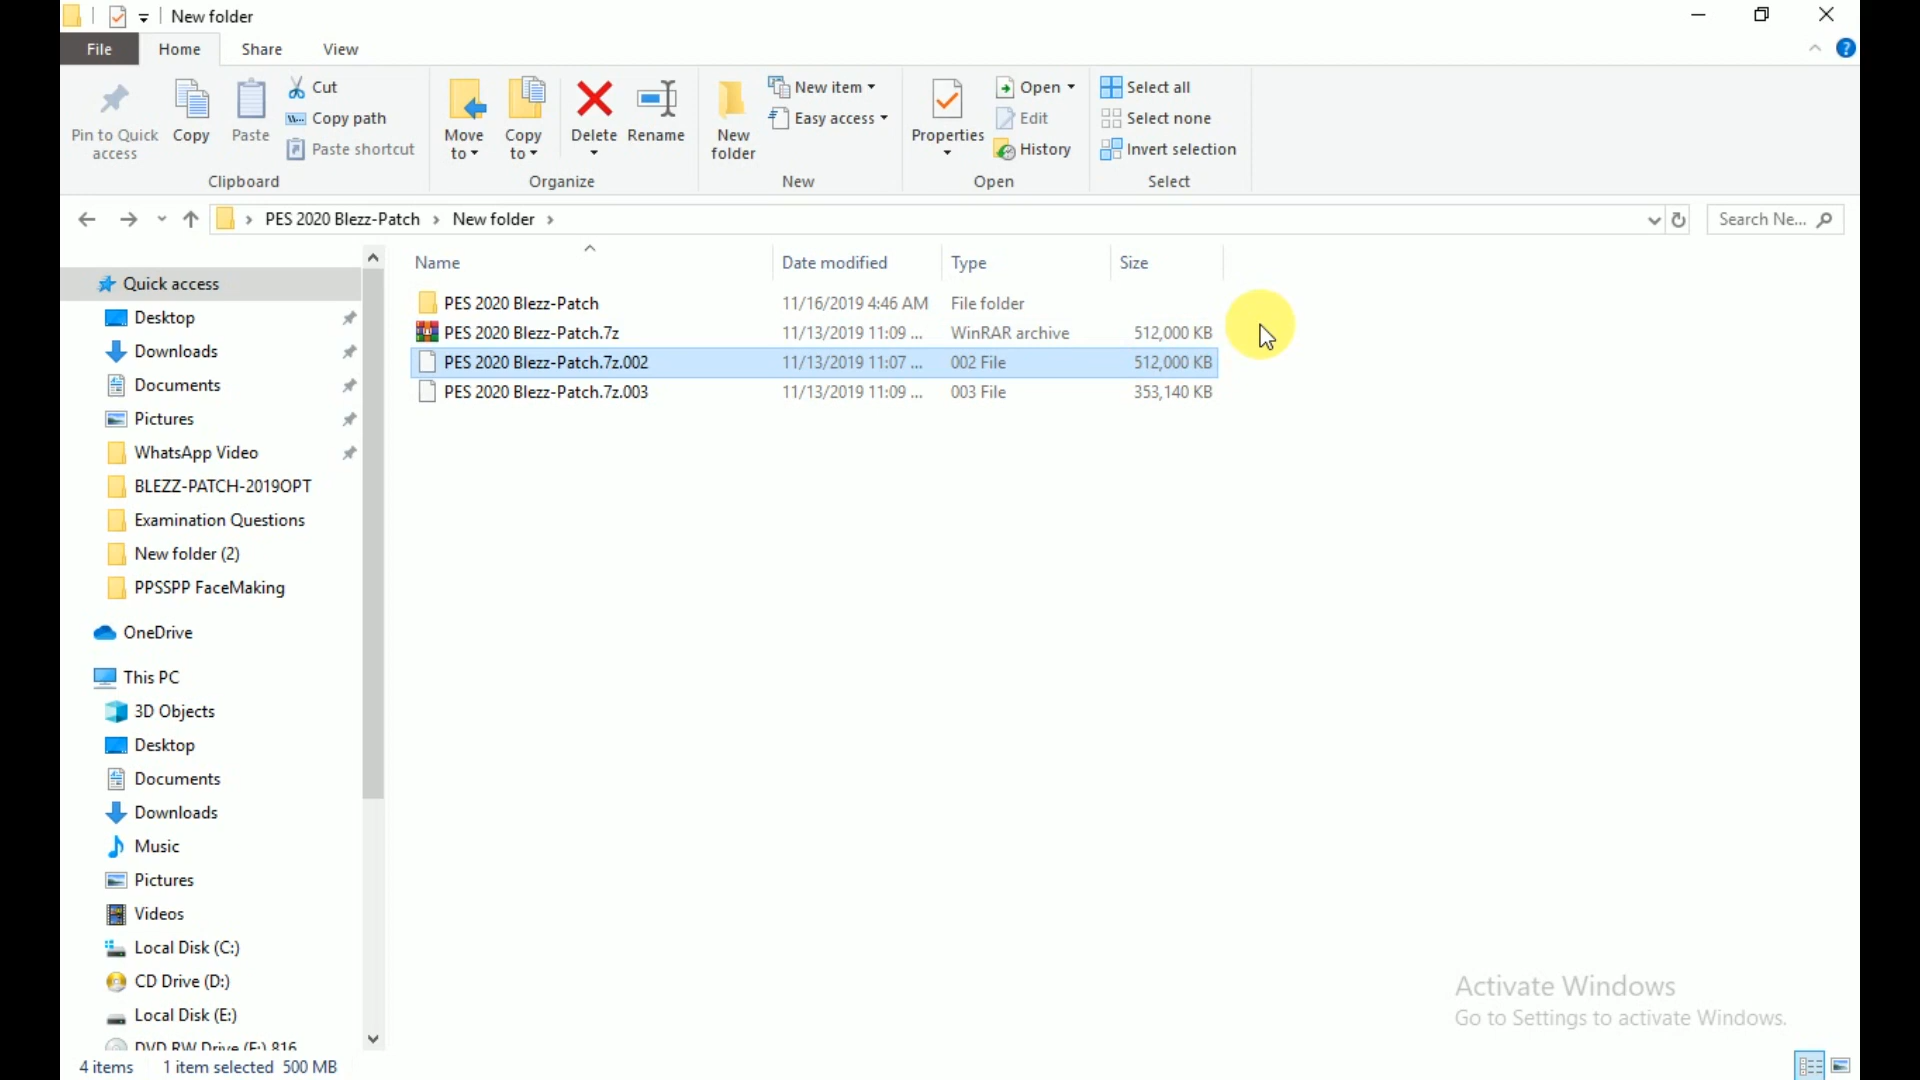 New folder
File Home Share View
Pin to Quick access
Copy
Paste
Cut
Copy path
Paste shortcut
Clipboard
Move to
Copy to
Delete
Rename
Organize
New folder
New item
Easy access
New
Properties
Open
Edit
History
Open
Select all
Select none
Invert selection
Select
PES 2020 Blezz-Patch New folder
Search Ne...
Quick access
Desktop
Downloads
Documents
Pictures
WhatsApp Video
BLEZZ-PATCH-2019OPT
Examination Questions
New folder (2)
PPSSPP FaceMaking
OneDrive
This PC
3D Objects
Desktop
Documents
Downloads
Music
Pictures
Videos
Local Disk (C:)
CD Drive (D:)
Local Disk (E:)
DVD RW Drive (F:) 816
Name Date modified Type Size
PES 2020 Blezz-Patch 11/16/2019 4:46 AM File folder
PES 2020 Blezz-Patch.7z 11/13/2019 11:09 ... WinRAR archive 512,000 KB
PES 2020 Blezz-Patch.7z.002 11/13/2019 11:07 ... 002 File 512,000 KB
PES 2020 Blezz-Patch.7z.003 11/13/2019 11:09 ... 003 File 353,140 KB
Activate Windows
Go to Settings to activate Windows.
4 items 1 item selected 500 MB